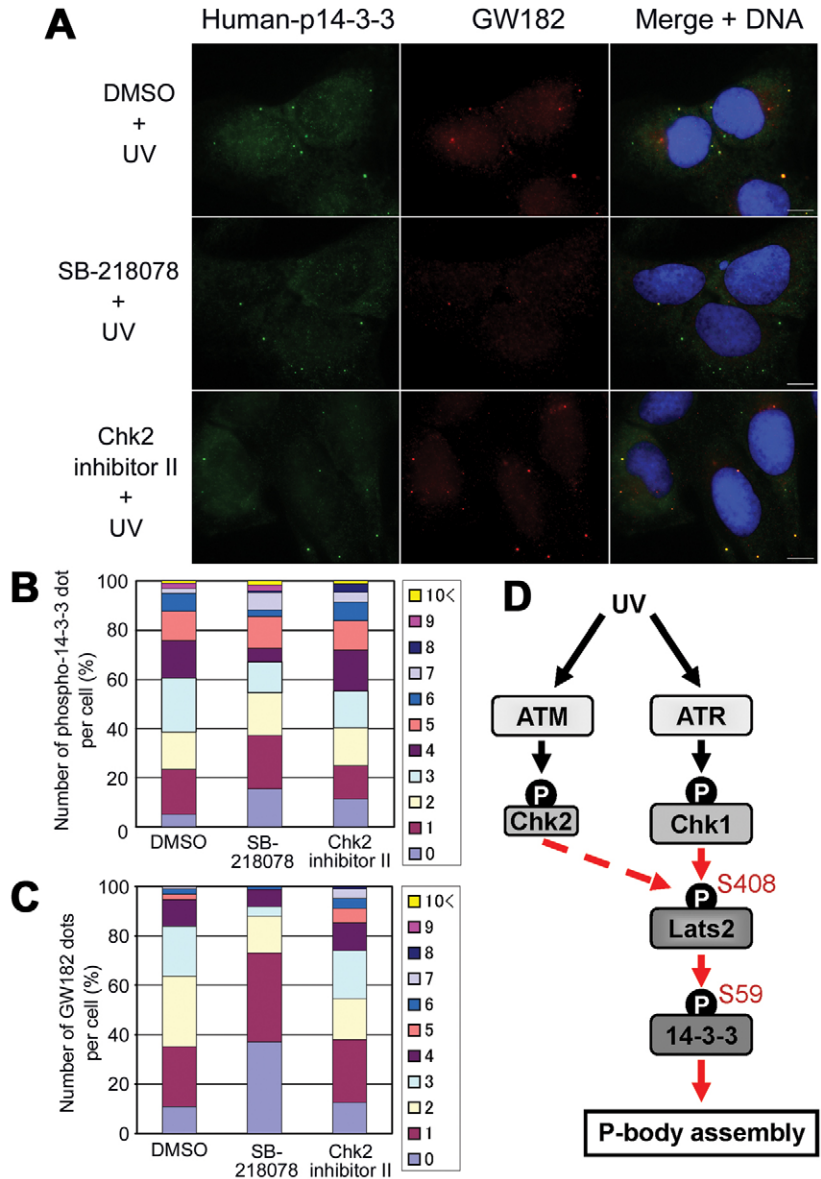 A
Human-p14-3-3
GW182
Merge + DNA
DMSO
+
UV
SB-218078
+
UV
Chk2
inhibitor II
+
UV
B
Number of phospho-14-3-3 dot
per cell (%)
100
80
60
40
20
0
DMSO
SB-
218078
Chk2
inhibitor II
10<
9
8
7
6
5
4
3
2
1
0
C
Number of GW182 dots
per cell (%)
100
80
60
40
20
0
DMSO
SB-
218078
Chk2
inhibitor II
10<
9
8
7
6
5
4
3
2
1
0
D
UV
ATM
ATR
P
Chk2
P
Chk1
P
S408
Lats2
P
S59
14-3-3
P-body assembly